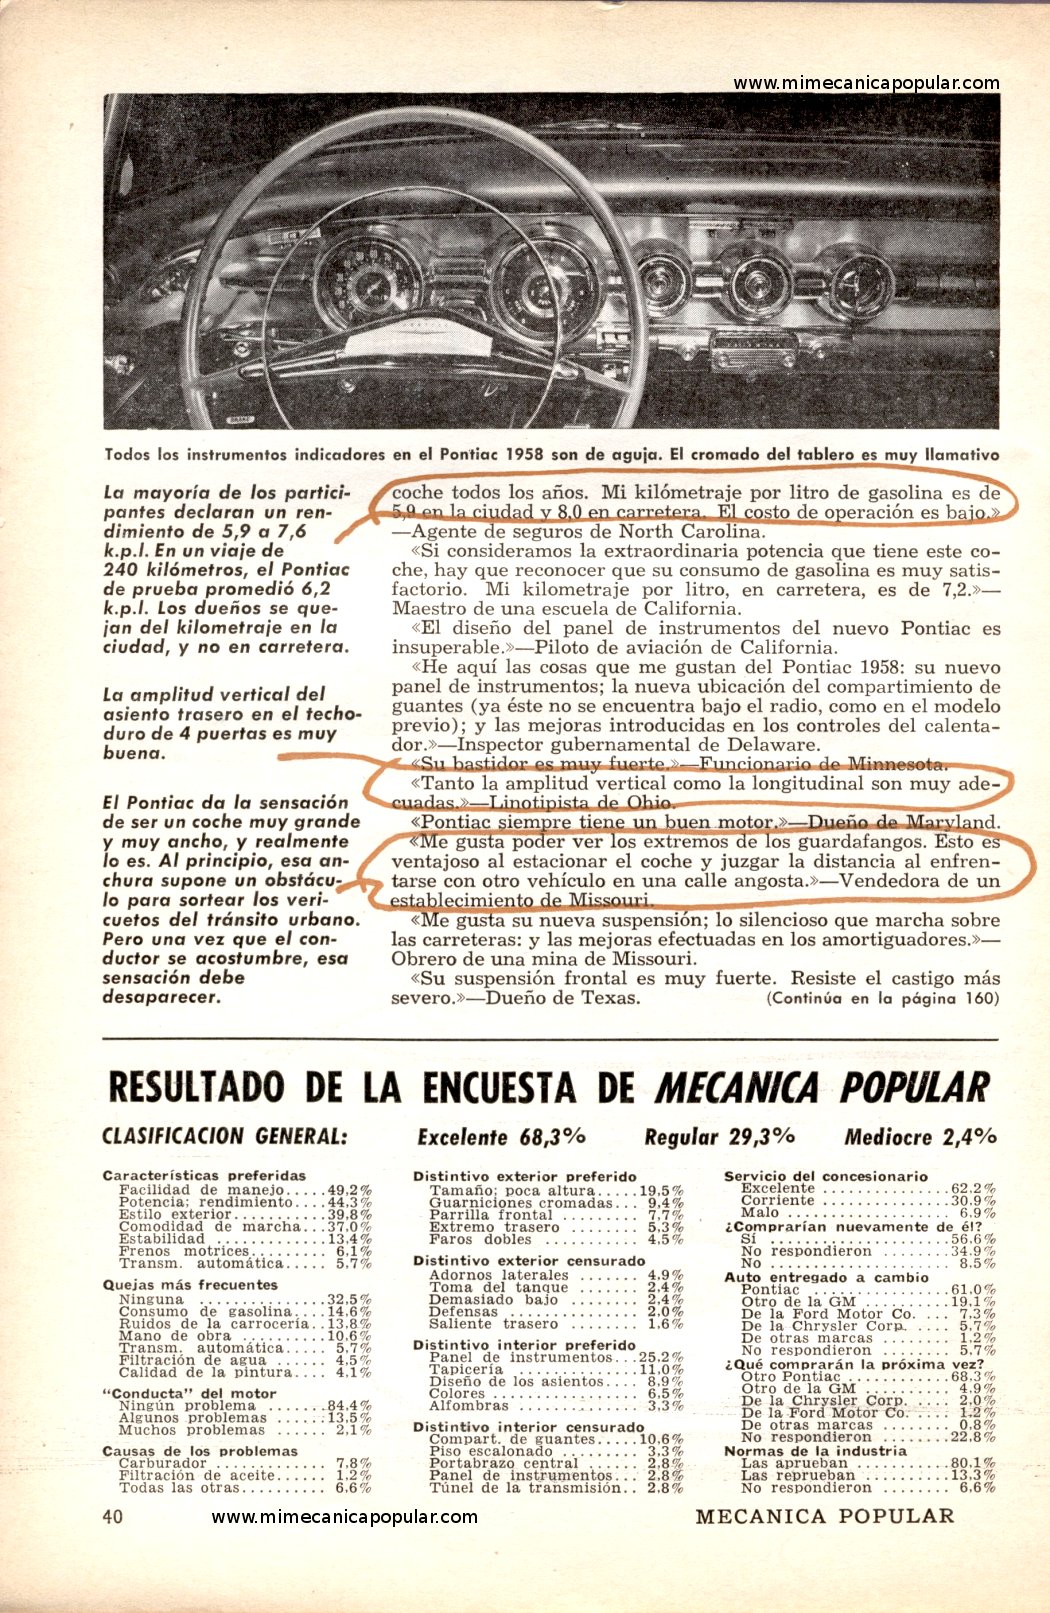 www.mimecanicapopular.com
Todos los instrumentos indicadores en el Pontiac 1958 son de aguja. El cromado del tablero es muy llamativo
La mayoría de los partici-
pantes declaran un ren-
dimiento de 5,9 a 7,6
k.p.l. En un viaje de
240 kilómetros, el Pontiac
de prueba promedió 6,2
k.p.l. Los dueños se que-
jan del kilometraje en la
ciudad, y no en carretera.
La amplitud vertical del
asiento trasero en el techo-
duro de 4 puertas es muy
buena.
El Pontiac da la sensación
de ser un coche muy grande
y muy ancho, y realmente
lo es. Al principio, esa an-
chura supone un obstácu-
lo para sortear los veri-
cuetos del tránsito urbano.
Pero una vez que el con-
ductor se acostumbre, esa
sensación debe
desaparecer.
coche todos los años. Mi kilómetraje por litro de gasolina es de
5,9 en la ciudad y 8,0 en carretera. El costo de operación es bajo.»
—Agente de seguros de North Carolina.
«Si consideramos la extraordinaria potencia que tiene este co-
che, hay que reconocer que su consumo de gasolina es muy satis-
factorio. Mi kilometraje por litro, en carretera, es de 7,2.»—
Maestro de una escuela de California.
«El diseño del panel de instrumentos del nuevo Pontiac es
insuperable.»—Piloto de aviación de California.
«He aquí las cosas que me gustan del Pontiac 1958: su nuevo
panel de instrumentos; la nueva ubicación del compartimiento de
guantes (ya éste no se encuentra bajo el radio, como en el modelo
previo); y las mejoras introducidas en los controles del calenta-
dor.»—Inspector gubernamental de Delaware.
«Su bastidor es muy fuerte.»—Funcionario de Minnesota.
«Tanto la amplitud vertical como la longitudinal son muy ade-
cuadas.»—Linotipista de Ohio.
«Pontiac siempre tiene un buen motor.»—Dueño de Maryland.
«Me gusta poder ver los extremos de los guardafangos. Esto es
ventajoso al estacionar el coche y juzgar la distancia al enfren-
tarse con otro vehículo en una calle angosta.»—Vendedora de un
establecimiento de Missouri.
«Me gusta su nueva suspensión; lo silencioso que marcha sobre
las carreteras: y las mejoras efectuadas en los amortiguadores.»—
Obrero de una mina de Missouri.
«Su suspensión frontal es muy fuerte. Resiste el castigo más
severo.»—Dueño de Texas. (Continúa en la página 160)
RESULTADO DE LA ENCUESTA DE MECANICA POPULAR
CLASIFICACION GENERAL: Excelente 68,3% Regular 29,3% Mediocre 2,4%
Características preferidas
Facilidad de manejo.....49,2%
Potencia; rendimiento....44,3%
Estilo exterior............39,8%
Comodidad de marcha...37,0%
Estabilidad .............13,4%
Frenos motrices......... 6,1%
Transm. automática..... 5,7%
Quejas más frecuentes
Ninguna ...............32,5%
Consumo de gasolina...14,6%
Ruidos de la carrocería..13,8%
Mano de obra ..........10,6%
Transm. automática..... 5,7%
Filtración de agua ...... 4,5%
Calidad de la pintura.... 4,1%
“Conducta” del motor
Ningún problema .......84,4%
Algunos problemas ......13,5%
Muchos problemas ...... 2,1%
Causas de los problemas
Carburador ............ 7,8%
Filtración de aceite...... 1,2%
Todas las otras.......... 6,6%
Distintivo exterior preferido
Tamaño; poca altura.....19,5%
Guarniciones cromadas... 9,4%
Parrilla frontal ......... 7,7%
Extremo trasero ........ 5,3%
Faros dobles ........... 4,5%
Distintivo exterior censurado
Adornos laterales ....... 4,9%
Toma del tanque ....... 2,4%
Demasiado bajo ........ 2,4%
Defensas .............. 2,0%
Saliente trasero ........ 1,6%
Distintivo interior preferido
Panel de instrumentos...25,2%
Tapicería ..............11,0%
Diseño de los asientos... 8,9%
Colores ................ 6,5%
Alfombras ............. 3,3%
Distintivo interior censurado
Compart. de guantes.....10,6%
Piso escalonado ........ 3,3%
Portabrazo central ...... 2,8%
Panel de instrumentos... 2,8%
Túnel de la transmisión.. 2,8%
Servicio del concesionario
Excelente ...............62.2%
Corriente ...............30.9%
Malo ................... 6.9%
¿Comprarían nuevamente de él?
Sí .....................56.6%
No respondieron ........34.9%
No ..................... 8.5%
Auto entregado a cambio
Pontiac ................61.0%
Otro de la GM .........19.1%
De la Ford Motor Co. ... 7,3%
De la Chrysler Corp. .... 5.7%
De otras marcas ........ 1.2%
No respondieron ........ 5.7%
¿Qué comprarán la próxima vez?
Otro Pontiac ............68.3%
Otro de la GM ......... 4.9%
De la Chrysler Corp. .... 2,0%
De la Ford Motor Co. .... 1,2%
De otras marcas ........ 0.8%
No respondieron ........22.8%
Normas de la industria
Las aprueban ..........80.1%
Las reprueban ..........13.3%
No respondieron ........ 6,6%
40 www.mimecanicapopular.com MECANICA POPULAR